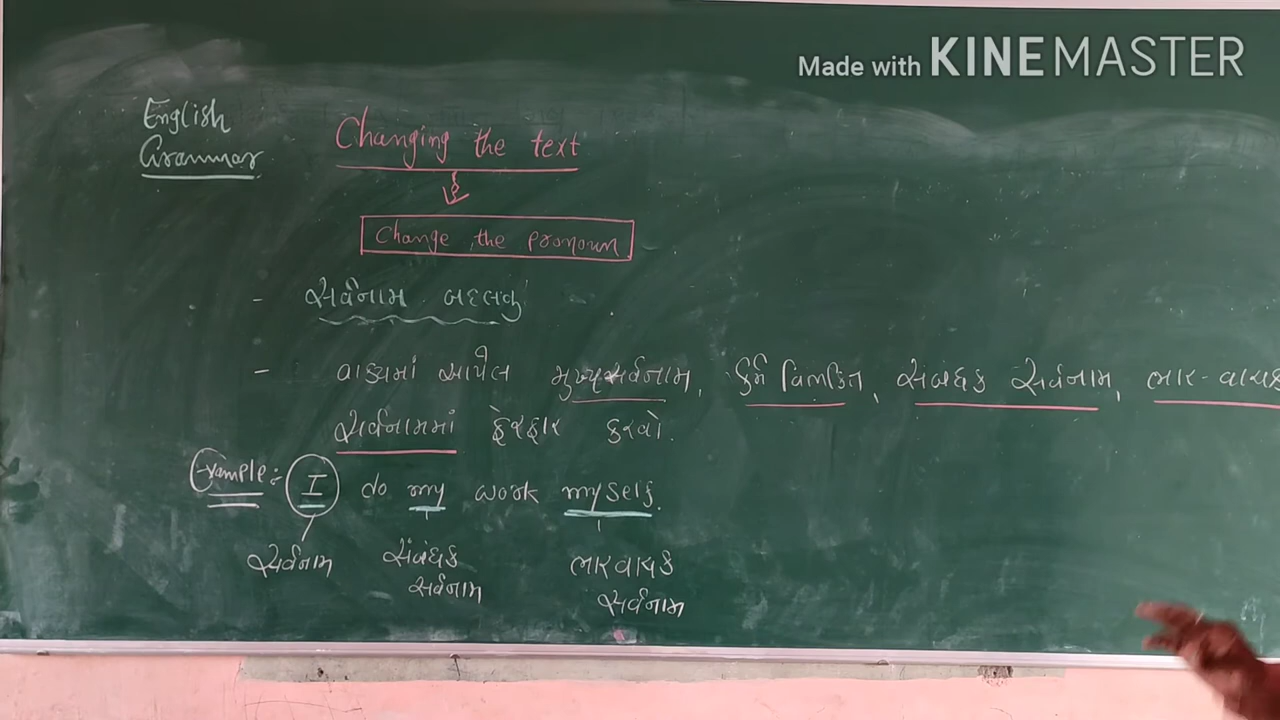 Made with KINEMASTER
English
Grammar
Changing the text
Change the pronoun
- સર્વનામ બદલવું
- વાક્યમાં આપેલ મુખ્ય સર્વનામ, કર્મ વિભક્તિ, સંબંધક સર્વનામ, ભાર-વાચક
સર્વનામમાં ફેરફાર કરવો.
Example:- I do my work myself.
સર્વનામ સંબંધક ભારવાચક
સર્વનામ સર્વનામ